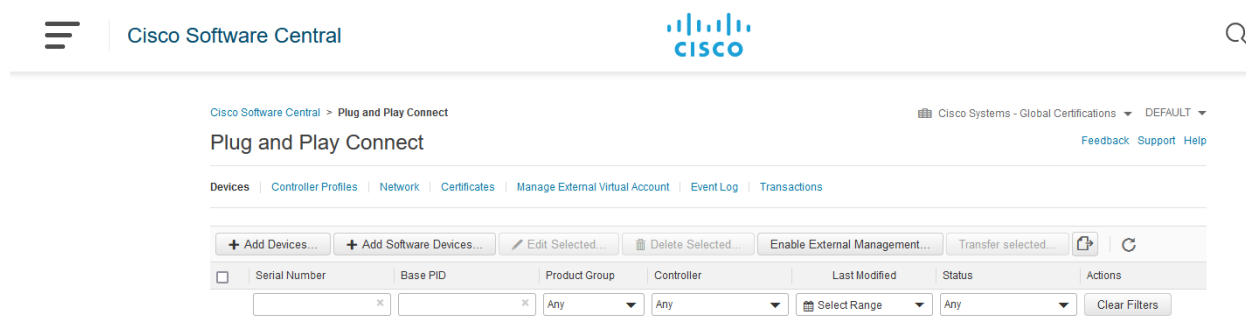 Cisco Software Central
CISCO
Cisco Software Central > Plug and Play Connect
Cisco Systems - Global Certifications DEFAULT
Plug and Play Connect
Feedback Support Help
Devices | Controller Profiles | Network | Certificates | Manage External Virtual Account | Event Log | Transactions
+ Add Devices... + Add Software Devices... Edit Selected... Delete Selected... Enable External Management... Transfer selected...
Serial Number Base PID Product Group Controller Last Modified Status Actions
× × Any Any Select Range Any Clear Filters